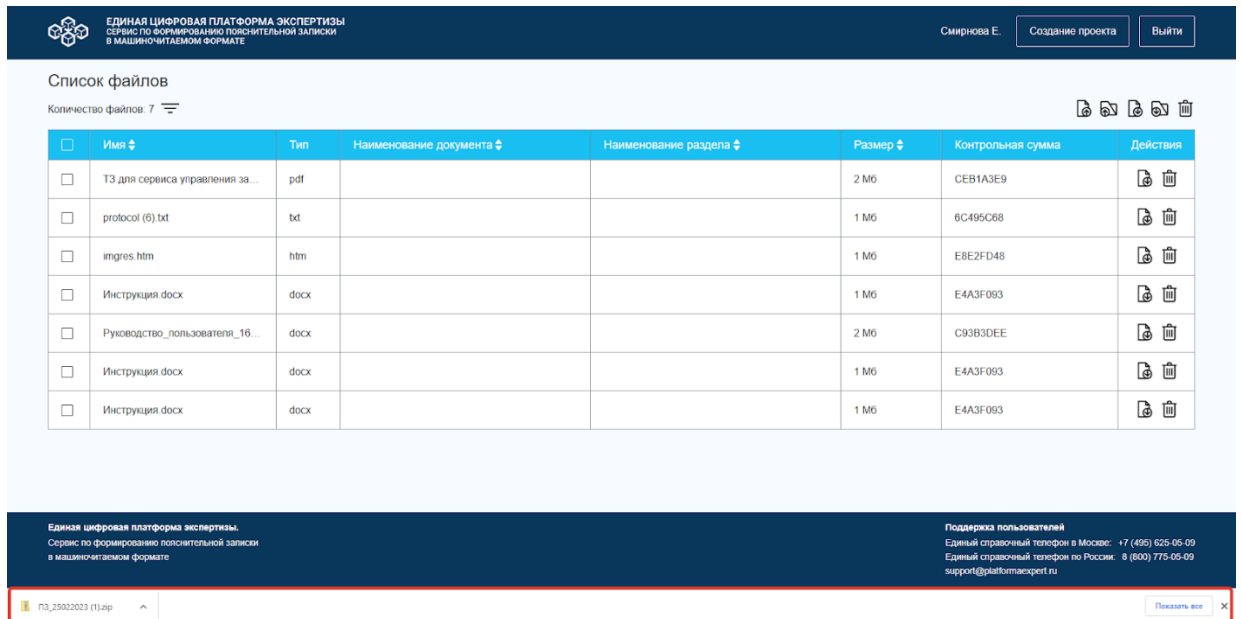 ЕДИНАЯ ЦИФРОВАЯ ПЛАТФОРМА ЭКСПЕРТИЗЫ
СЕРВИС ПО ФОРМИРОВАНИЮ ПОЯСНИТЕЛЬНОЙ ЗАПИСКИ
В МАШИНОЧИТАЕМОМ ФОРМАТЕ
Смирнова Е. Создание проекта Выйти
Список файлов
Количество файлов: 7
Имя Тип Наименование документа Наименование раздела Размер Контрольная сумма Действия
ТЗ для сервиса управления за... pdf 2 Мб CEB1A3E9
protocol (6).txt txt 1 Мб 6C495C68
imgres.htm htm 1 Мб E8E2FD48
Инструкция.docx docx 1 Мб E4A3F093
Руководство_пользователя_16... docx 2 Мб C93B3DEE
Инструкция.docx docx 1 Мб E4A3F093
Инструкция.docx docx 1 Мб E4A3F093
Единая цифровая платформа экспертизы.
Сервис по формированию пояснительной записки
в машиночитаемом формате
Поддержка пользователей
Единый справочный телефон в Москве: +7 (495) 625-05-09
Единый справочный телефон по России: 8 (800) 775-05-09
support@platformaexpert.ru
ПЗ_25022023 (1).zip Показать все